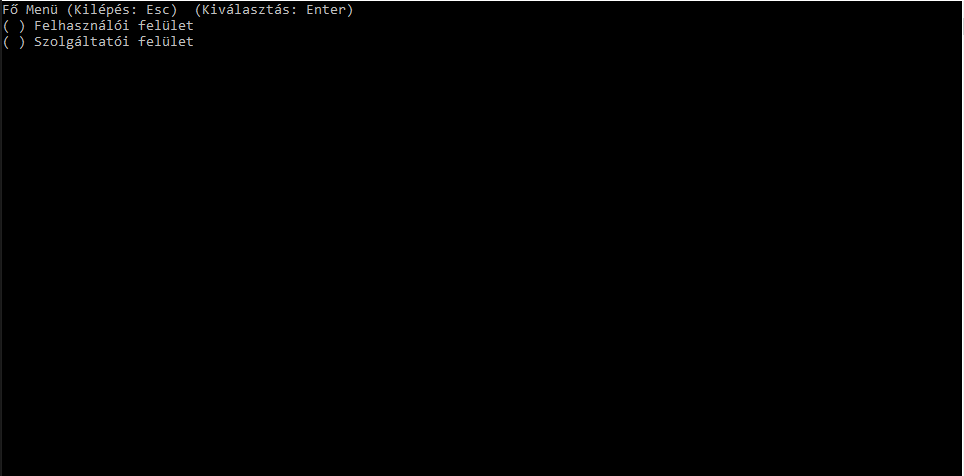 Fő Menü (Kilépés: Esc)  (Kiválasztás: Enter)
( ) Felhasználói felület
( ) Szolgáltatói felület